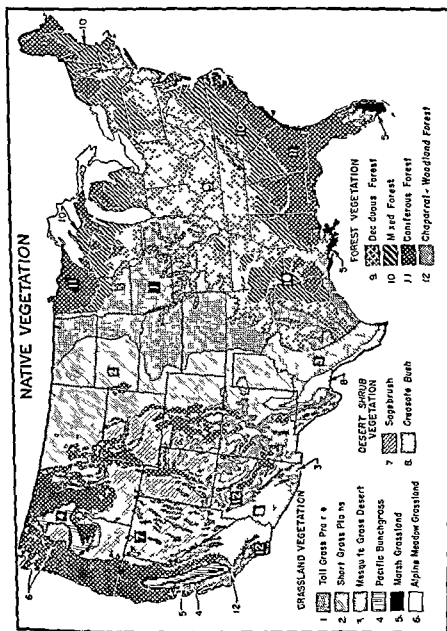 NATIVE VEGETATION
GRASSLAND VEGETATION
1 Tall Grass Prairie
2 Short Grass Plains
3 Mesquite Grass Desert
4 Pacific Bunchgrass
5 Marsh Grassland
6 Alpine Meadow Grassland
DESERT SHRUB
VEGETATION
7 Sagebrush
8 Creosote Bush
FOREST VEGETATION
9 Deciduous Forest
10 Mixed Forest
11 Coniferous Forest
12 Chaparral-Woodland Forest